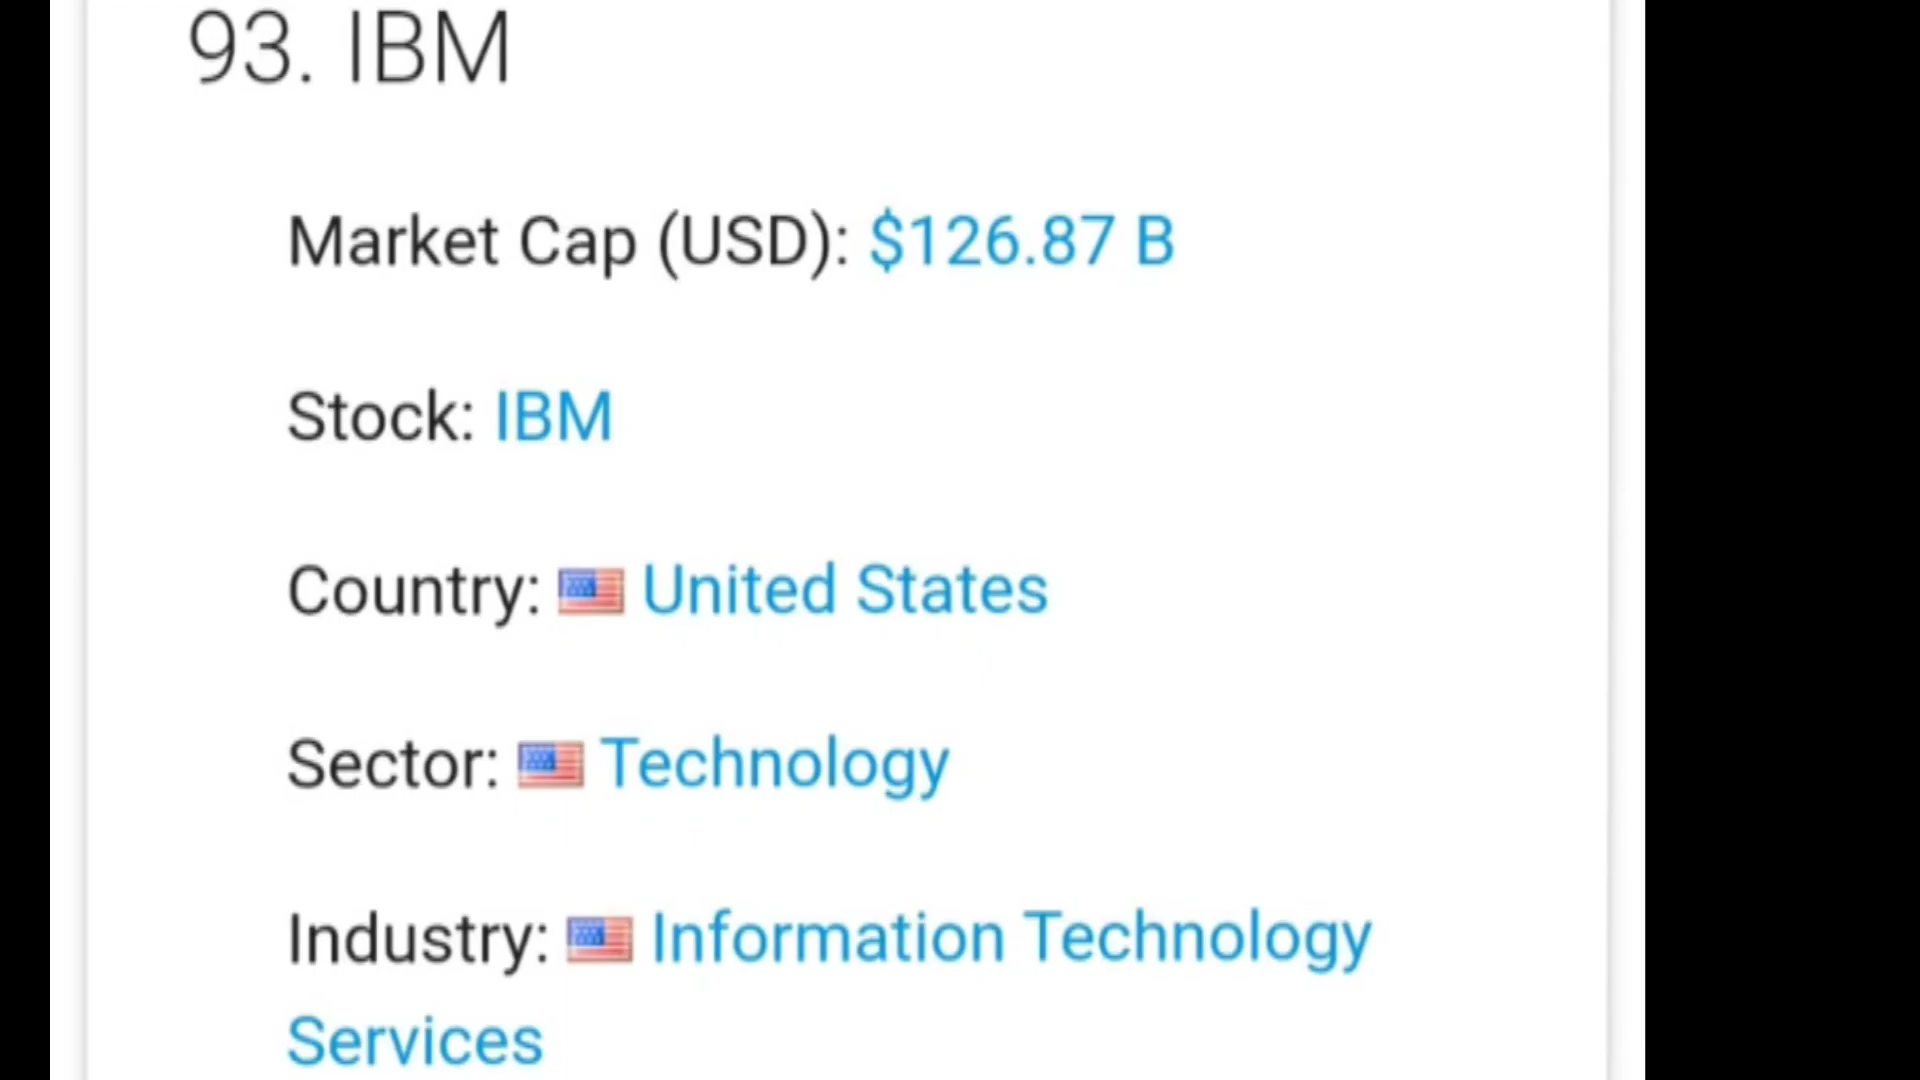 93. IBM
Market Cap (USD): $126.87 B
Stock: IBM
Country: United States
Sector: Technology
Industry: Information Technology
Services